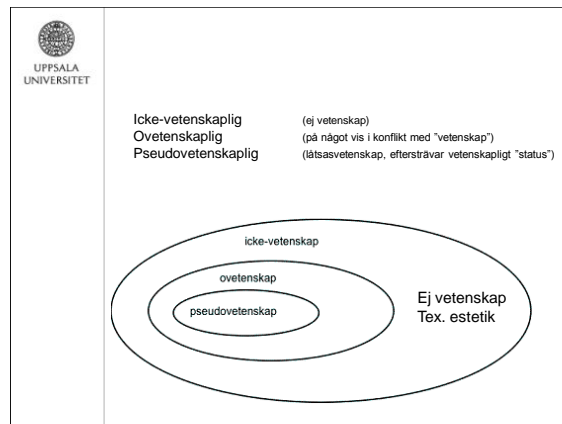 UPPSALA
UNIVERSITET
Icke-vetenskaplig (ej vetenskap)
Ovetenskaplig (på något vis i konflikt med ”vetenskap”)
Pseudovetenskaplig (låtsasvetenskap, eftersträvar vetenskapligt ”status”)
icke-vetenskap
ovetenskap
pseudovetenskap
Ej vetenskap
Tex. estetik